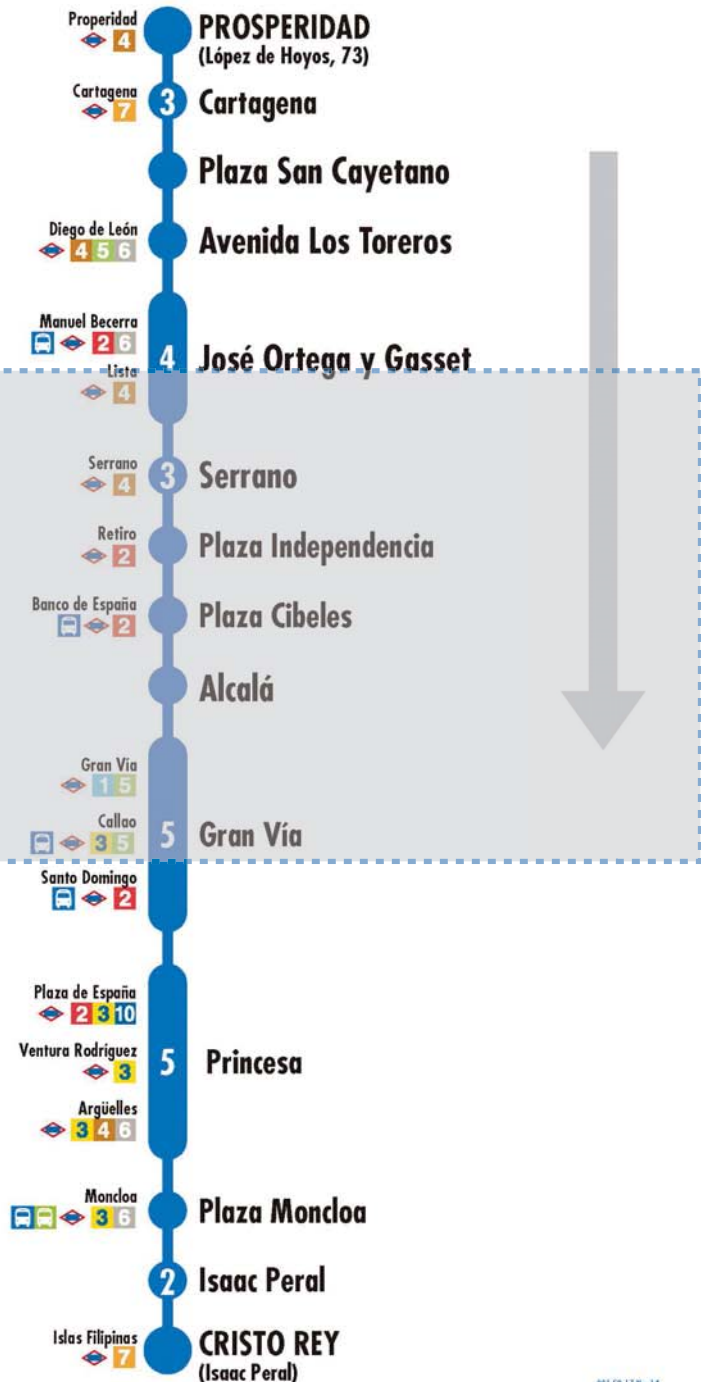 Properidad
4
PROSPERIDAD
(López de Hoyos, 73)
Cartagena
7
3
Cartagena
Plaza San Cayetano
Diego de León
4 5 6
Avenida Los Toreros
Manuel Becerra
2 6
Lista
4
4
José Ortega y Gasset
Serrano
4
3
Serrano
Retiro
2
Plaza Independencia
Banco de España
2
Plaza Cibeles
Alcalá
Gran Vía
1 5
Callao
3 5
5
Gran Vía
Santo Domingo
2
Plaza de España
2 3 10
Ventura Rodríguez
3
5
Princesa
Argüelles
3 4 6
Moncloa
3 6
Plaza Moncloa
2
Isaac Peral
Islas Filipinas
7
CRISTO REY
(Isaac Peral)